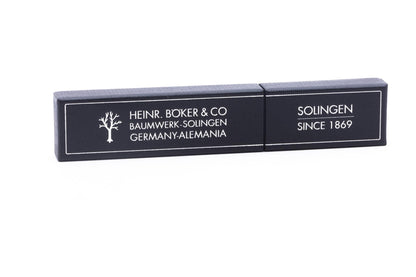 HEINR. BÖKER & CO
BAUMWERK-SOLINGEN
GERMANY-ALEMANIA
SOLINGEN
SINCE 1869